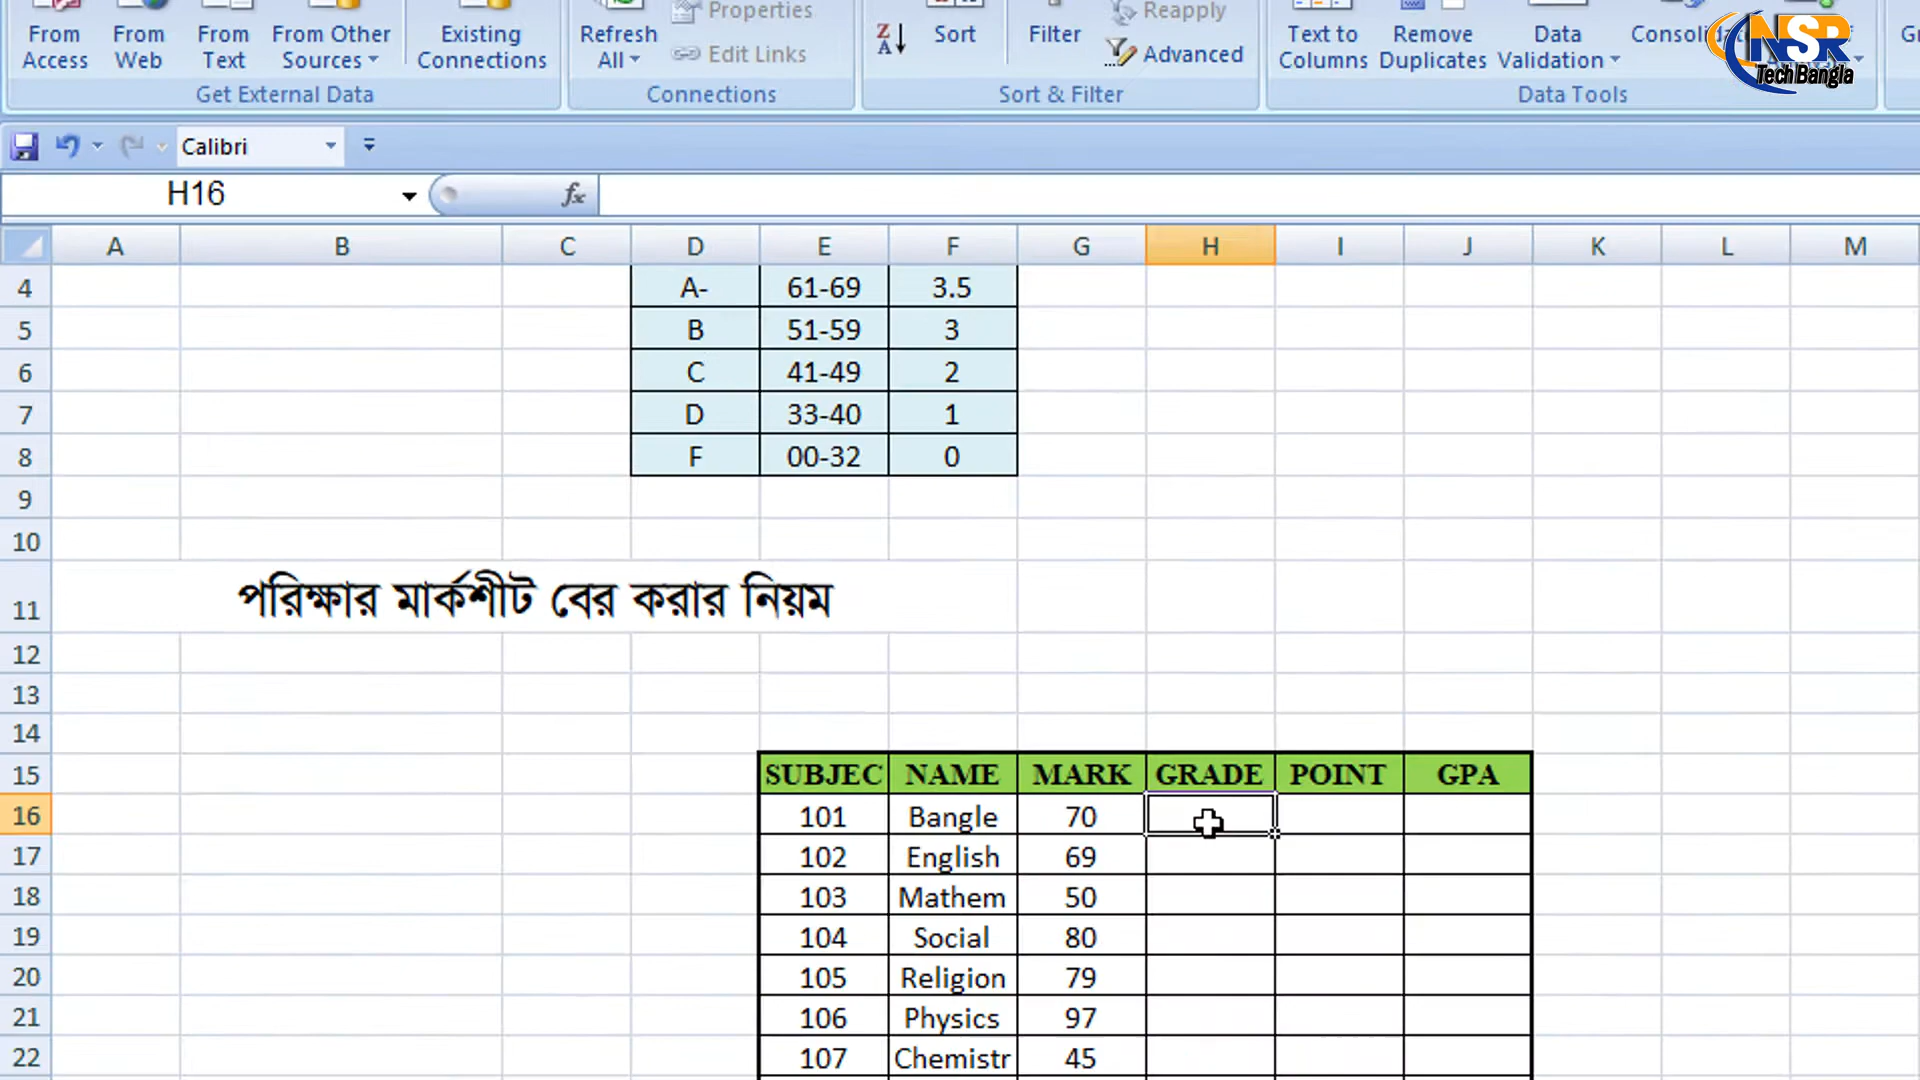 From Access
From Web
From Text
From Other Sources
Existing Connections
Refresh All
Properties
Edit Links
Sort
Filter
Reapply
Advanced
Text to Columns
Remove Duplicates
Data Validation
Get External Data
Connections
Sort & Filter
Data Tools
NSR
Tech Bangla
Calibri
H16
fx
A B C D E F G H I J K L M
4 A- 61-69 3.5
5 B 51-59 3
6 C 41-49 2
7 D 33-40 1
8 F 00-32 0
9
10
11 পরিক্ষার মার্কশীট বের করার নিয়ম
12
13
14
15 SUBJEC NAME MARK GRADE POINT GPA
16 101 Bangle 70
17 102 English 69
18 103 Mathem 50
19 104 Social 80
20 105 Religion 79
21 106 Physics 97
22 107 Chemistr 45